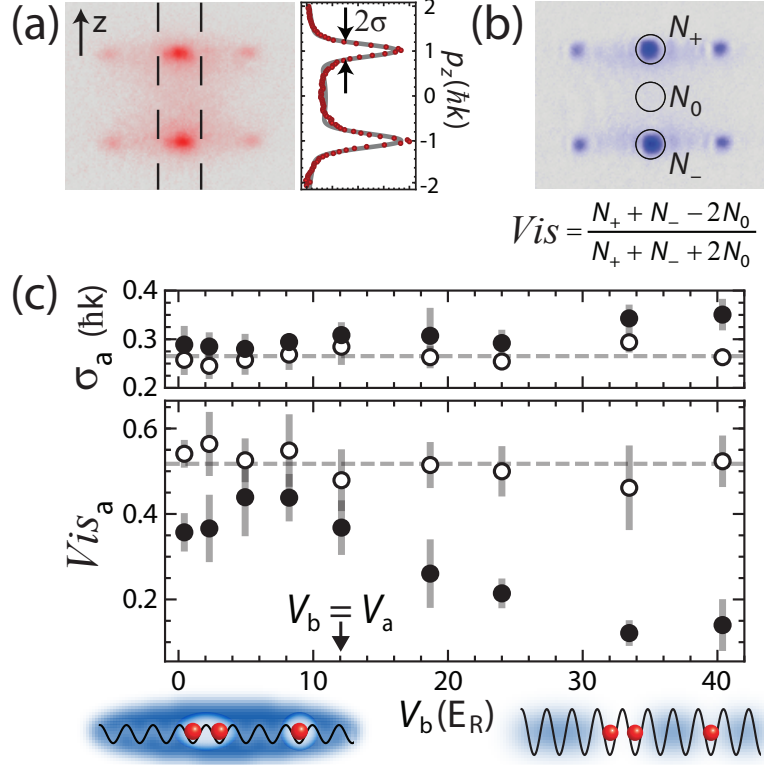 (a)
z
2σ
2
1
0
-1
-2
p_z(ħk)
(b)
N_+
N_0
N_-
Vis = (N_+ + N_- - 2N_0) / (N_+ + N_- + 2N_0)
(c)
σ_a (ħk)
0.4
0.3
0.2
Vis_a
0.6
0.4
0.2
V_b = V_a
0 10 20 30 40
V_b(E_R)